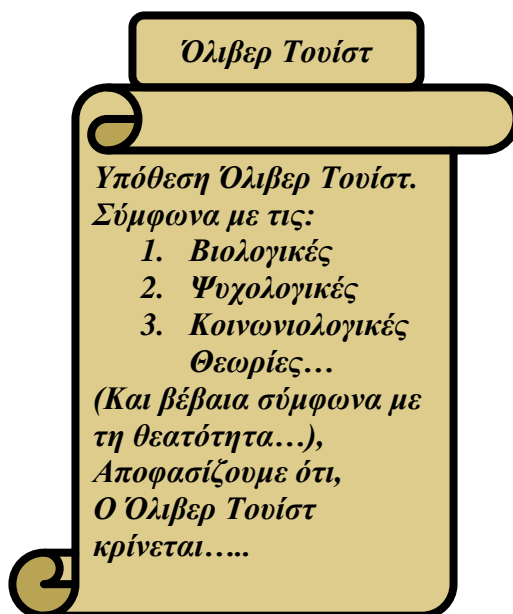 Όλιβερ Τουίστ
Υπόθεση Όλιβερ Τουίστ.
Σύμφωνα με τις:
1. Βιολογικές
2. Ψυχολογικές
3. Κοινωνιολογικές
Θεωρίες…
(Και βέβαια σύμφωνα με
τη θεατότητα…),
Αποφασίζουμε ότι,
Ο Όλιβερ Τουίστ
κρίνεται…..